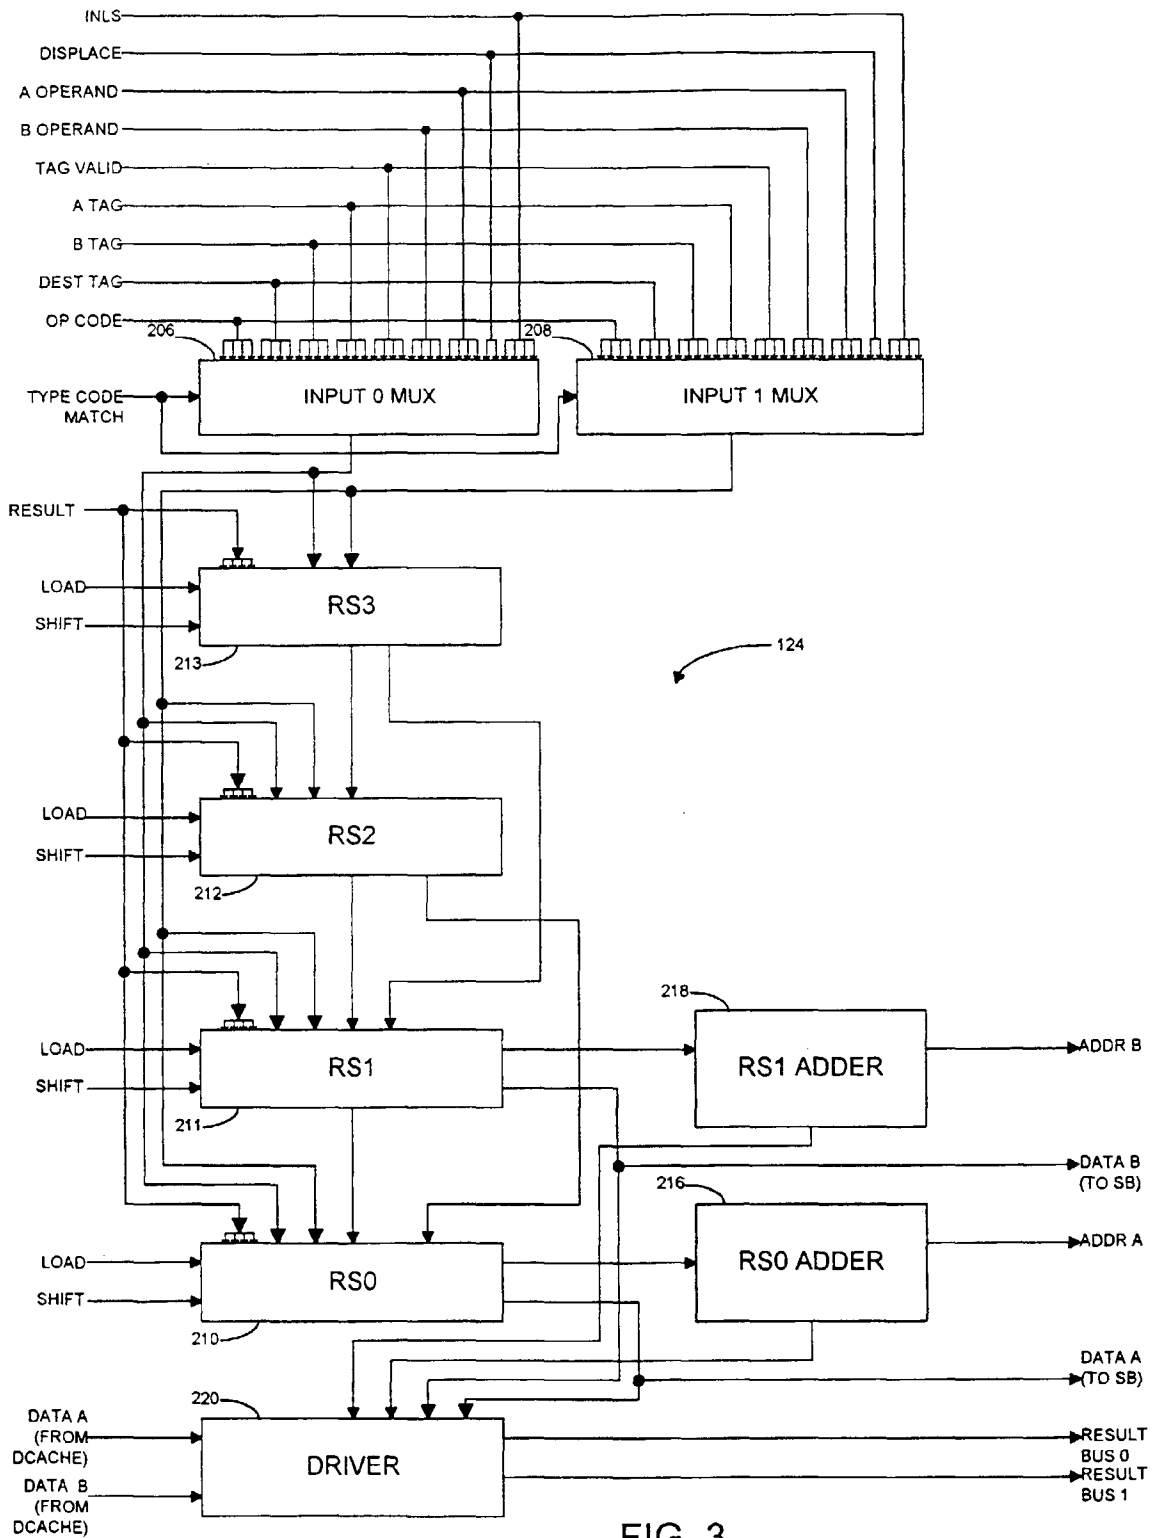 INLS
DISPLACE
A OPERAND
B OPERAND
TAG VALID
A TAG
B TAG
DEST TAG
OP CODE
206
208
TYPE CODE
MATCH
INPUT 0 MUX
INPUT 1 MUX
RESULT
LOAD
SHIFT
RS3
213
124
LOAD
SHIFT
RS2
212
LOAD
SHIFT
RS1
211
218
RS1 ADDER
ADDR B
DATA B
(TO SB)
216
RS0 ADDER
ADDR A
LOAD
SHIFT
RS0
210
DATA A
(TO SB)
220
DATA A
(FROM
DCACHE)
DATA B
(FROM
DCACHE)
DRIVER
RESULT
BUS 0
RESULT
BUS 1
FIG. 3